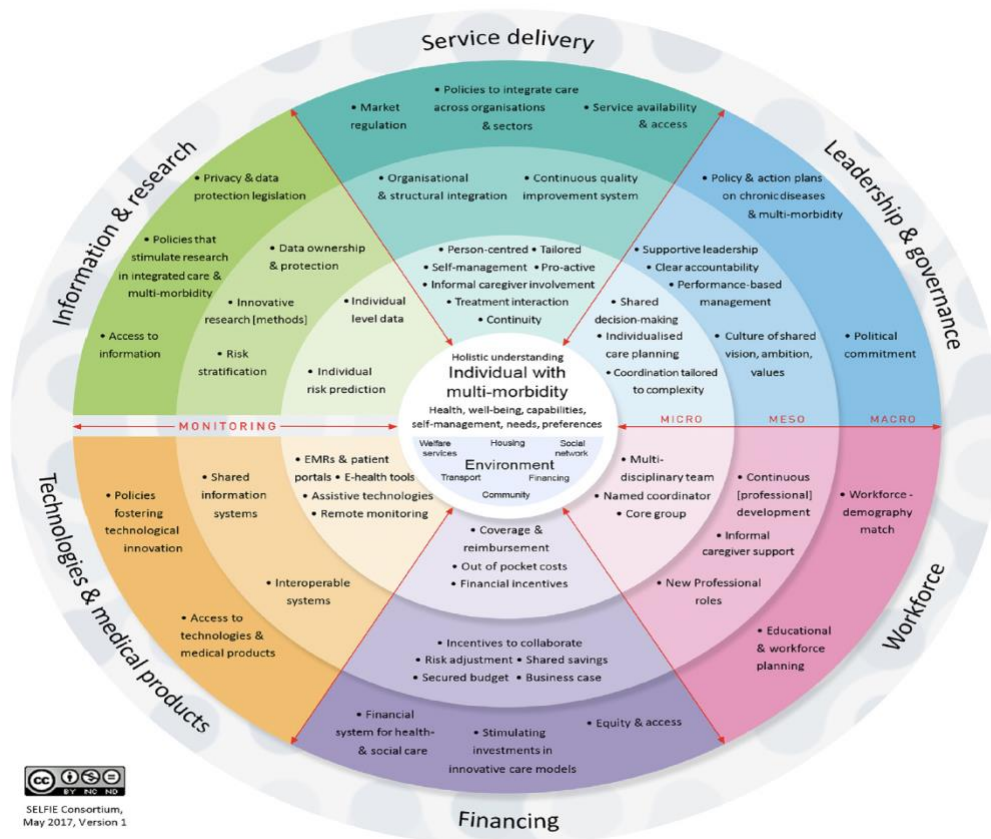 Service delivery
• Market
regulation
• Policies to integrate care
across organisations
& sectors
• Service availability
& access
• Organisational
& structural integration
• Continuous quality
improvement system
• Person-centred • Tailored
• Self-management • Pro-active
• Informal caregiver involvement
• Treatment interaction
• Continuity
Information & research
• Privacy & data
protection legislation
• Policies that
stimulate research
in integrated care &
multi-morbidity
• Access to
information
• Data ownership
& protection
• Innovative
research [methods]
• Risk
stratification
• Individual
level data
• Individual
risk prediction
Leadership & governance
• Policy & action plans
on chronic diseases
& multi-morbidity
• Political
commitment
• Supportive leadership
• Clear accountability
• Performance-based
management
• Culture of shared
vision, ambition,
values
• Shared
decision-making
• Individualised
care planning
• Coordination tailored
to complexity
Holistic understanding
Individual with
multi-morbidity
Health, well-being, capabilities,
self-management, needs, preferences
Welfare
services
Housing
Social
network
Environment
Transport
Financing
Community
MONITORING
MICRO
MESO
MACRO
Technologies & medical products
• Policies
fostering
technological
innovation
• Access to
technologies &
medical products
• Shared
information
systems
• Interoperable
systems
• EMRs & patient
portals • E-health tools
• Assistive technologies
• Remote monitoring
Workforce
• Multi-
disciplinary team
• Named coordinator
• Core group
• Continuous
[professional]
development
• Informal
caregiver support
• New Professional
roles
• Workforce -
demography
match
• Educational
& workforce
planning
• Coverage &
reimbursement
• Out of pocket costs
• Financial incentives
• Incentives to collaborate
• Risk adjustment • Shared savings
• Secured budget • Business case
• Financial
system for health-
& social care
• Stimulating
investments in
innovative care models
• Equity & access
Financing
cc
BY NC ND
SELFIE Consortium,
May 2017, Version 1